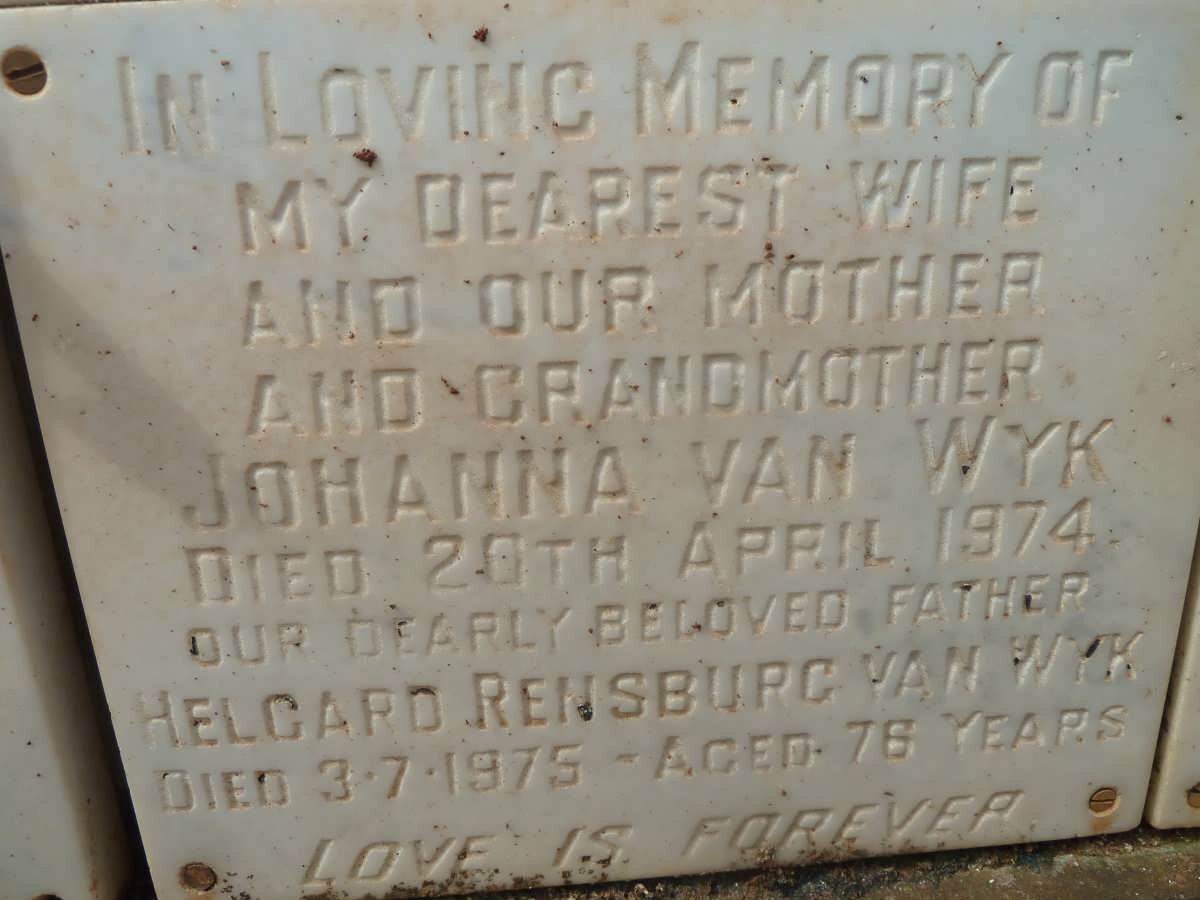 IN LOVING MEMORY OF
MY DEAREST WIFE
AND OUR MOTHER
AND GRANDMOTHER
JOHANNA VAN WYK
DIED 20TH APRIL 1974.
OUR DEARLY BELOVED FATHER
HELGARD RENSBURG VAN WYK
DIED 3·7·1975 - AGED 76 YEARS
LOVE IS FOREVER.